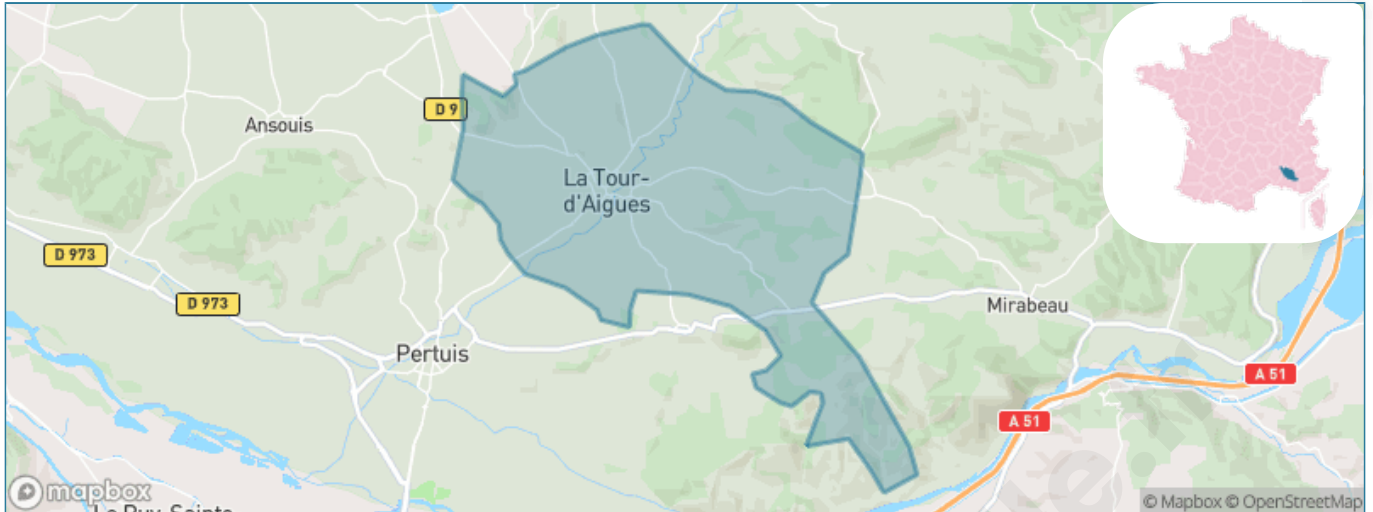 D 9
Ansouis
La Tour-
d'Aigues
D 973
D 973
Mirabeau
Pertuis
A 51
A 51
mapbox
© Mapbox © OpenStreetMap